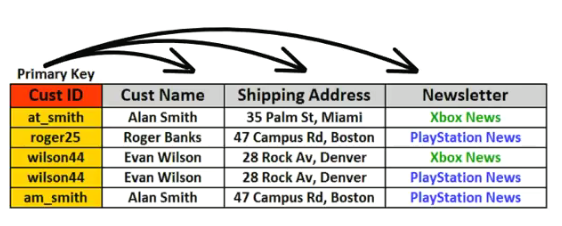 Primary Key
Cust ID Cust Name Shipping Address Newsletter
at_smith Alan Smith 35 Palm St, Miami Xbox News
roger25 Roger Banks 47 Campus Rd, Boston PlayStation News
wilson44 Evan Wilson 28 Rock Av, Denver Xbox News
wilson44 Evan Wilson 28 Rock Av, Denver PlayStation News
am_smith Alan Smith 47 Campus Rd, Boston PlayStation News